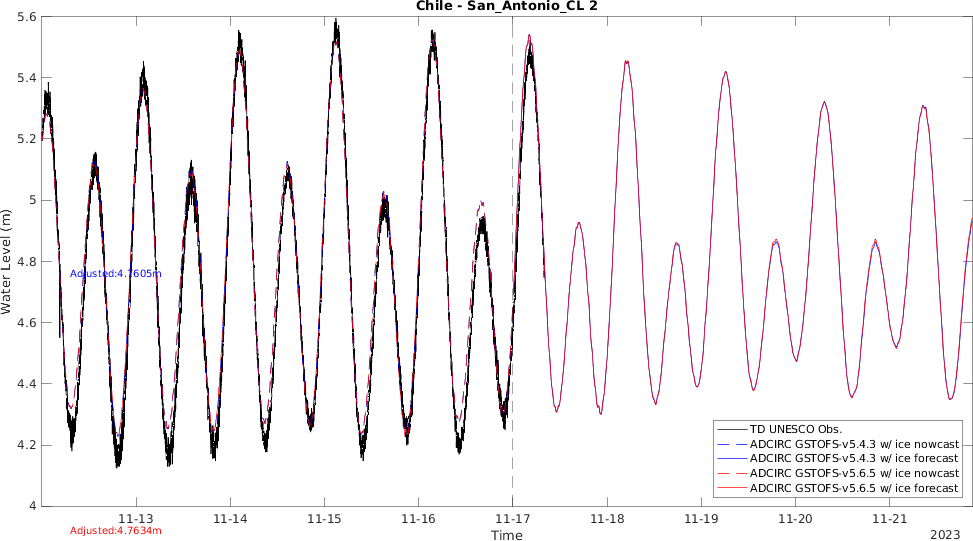 Chile - San_Antonio_CL 2
5.6
5.4
5.2
5
4.8
4.6
4.4
4.2
4
Water Level (m)
Adjusted:4.7605m
TD UNESCO Obs.
ADCIRC GSTOFS-v5.4.3 w/ ice nowcast
ADCIRC GSTOFS-v5.4.3 w/ ice forecast
ADCIRC GSTOFS-v5.6.5 w/ ice nowcast
ADCIRC GSTOFS-v5.6.5 w/ ice forecast
11-13 11-14 11-15 11-16 11-17 11-18 11-19 11-20 11-21
Adjusted:4.7634m
Time
2023